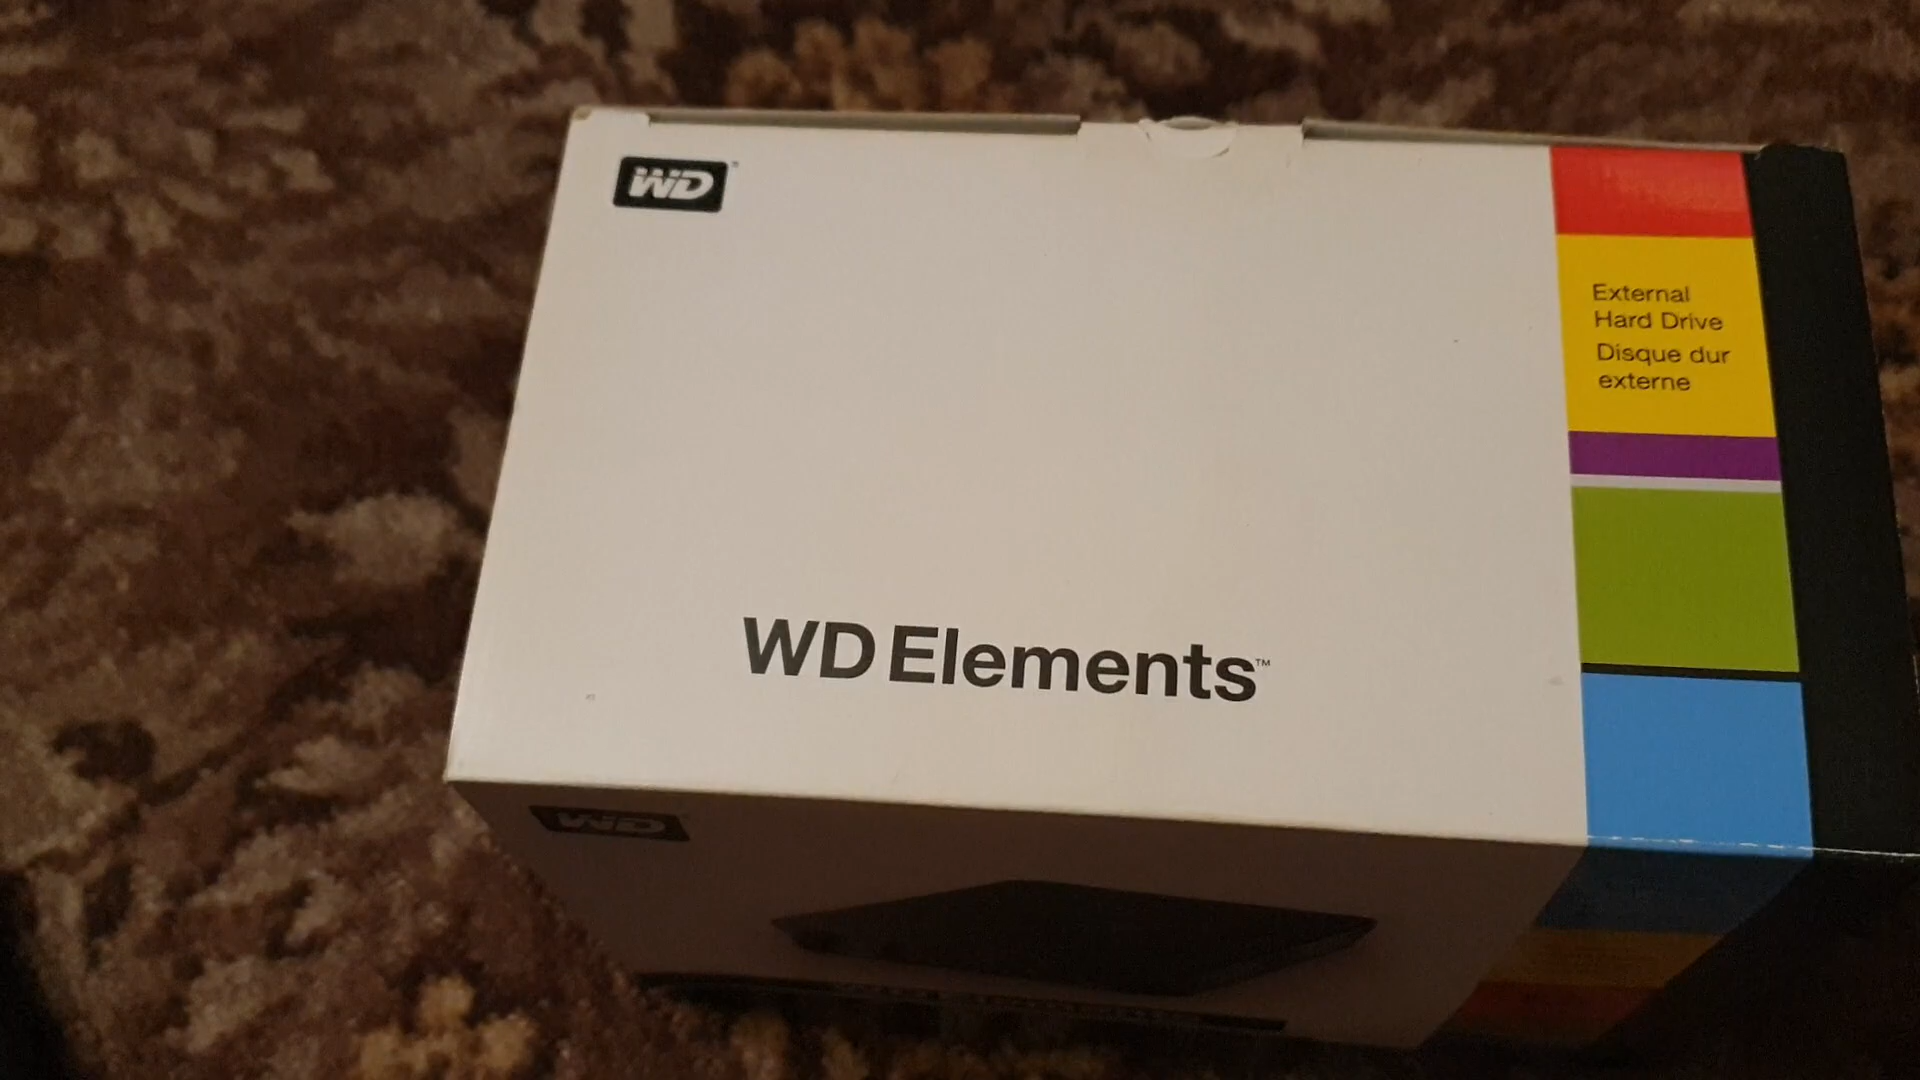 WD
External
Hard Drive
Disque dur
externe
WD Elements™
WD